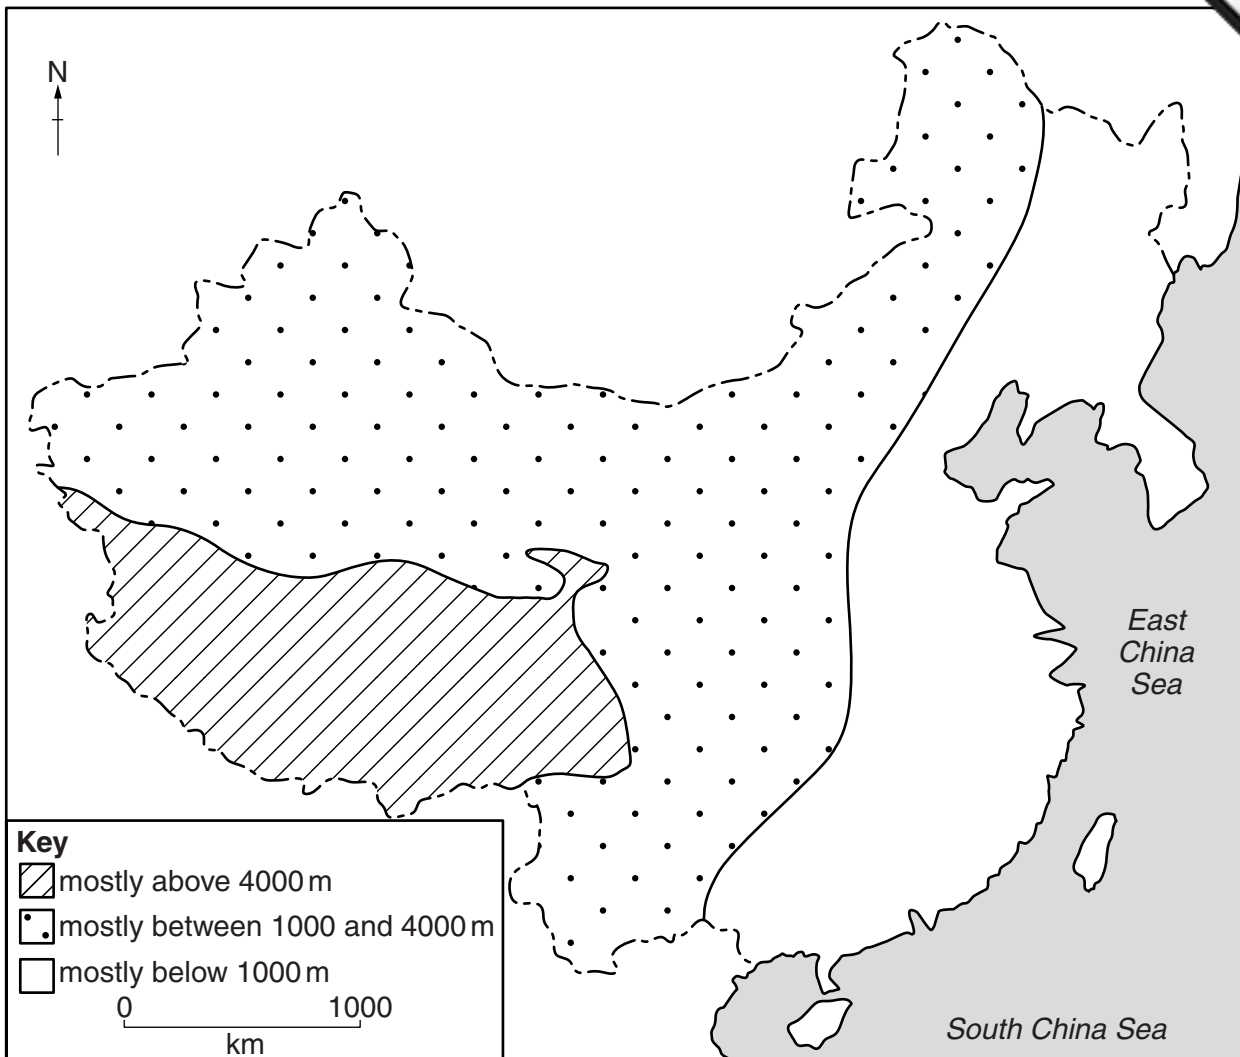 N
East
China
Sea
Key
mostly above 4000 m
mostly between 1000 and 4000 m
mostly below 1000 m
0 1000
km
South China Sea